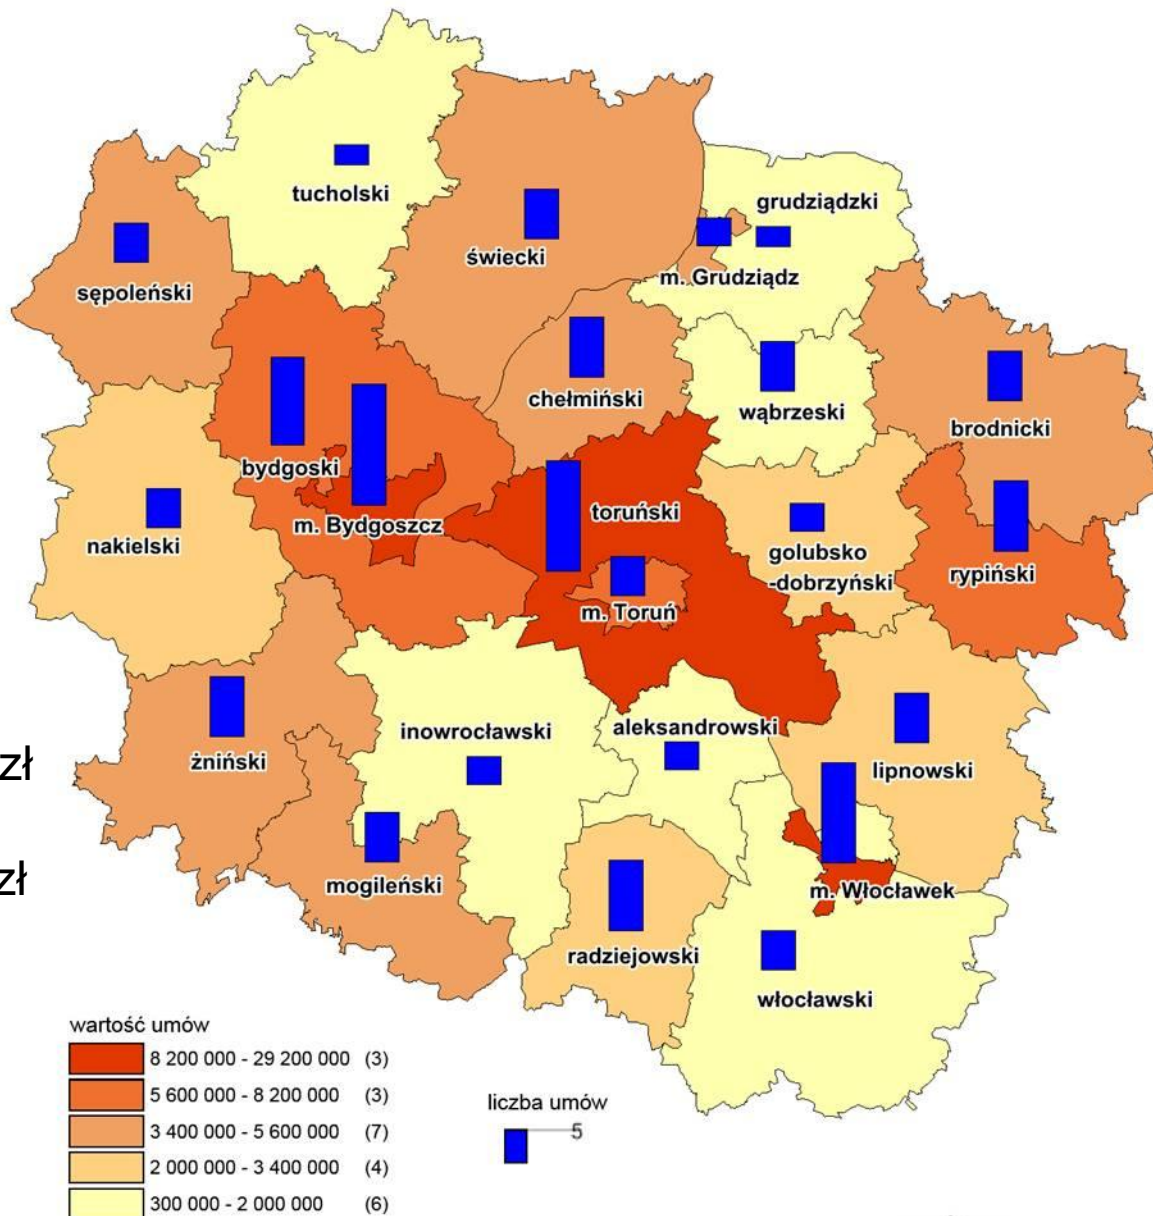 tucholski
grudziądzki
świecki
m. Grudziądz
sępoleński
chełmiński
wąbrzeski
brodnicki
bydgoski
toruński
m. Bydgoszcz
nakielski
golubsko
-dobrzyński
rypiński
m. Toruń
aleksandrowski
inowrocławski
zł
żniński
lipnowski
zł
mogileński
m. Włocławek
radziejowski
włocławski
wartość umów
8 200 000 - 29 200 000 (3)
5 600 000 - 8 200 000 (3)
3 400 000 - 5 600 000 (7)
2 000 000 - 3 400 000 (4)
300 000 - 2 000 000 (6)
liczba umów
5